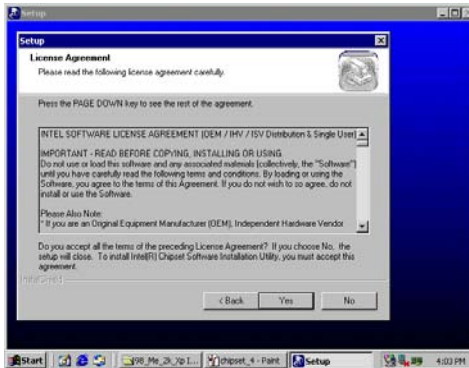 Setup
Setup
License Agreement
Please read the following license agreement carefully.
Press the PAGE DOWN key to see the rest of the agreement.
INTEL SOFTWARE LICENSE AGREEMENT (OEM / IHV / ISV Distribution & Single User)
IMPORTANT - READ BEFORE COPYING, INSTALLING OR USING.
Do not use or load this software and any associated materials (collectively, the "Software")
until you have carefully read the following terms and conditions. By loading or using the
Software, you agree to the terms of this Agreement. If you do not wish to so agree, do not
install or use the Software.
Please Also Note:
* If you are an Original Equipment Manufacturer (OEM), Independent Hardware Vendor
Do you accept all the terms of the preceding License Agreement? If you choose No, the
setup will close. To install Intel(R) Chipset Software Installation Utility, you must accept this
agreement.
InstallShield
< Back
Yes
No
Start
98_Me_2k_Xp I...
chipset_4 - Paint
Setup
4:03 PM